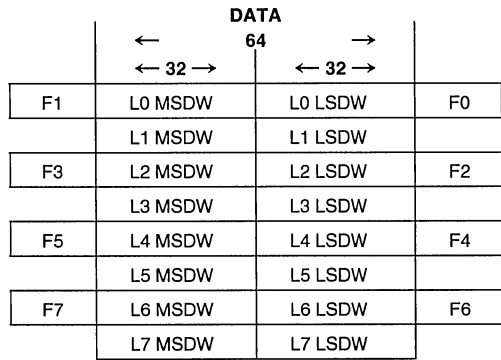 DATA
← 64 →
← 32 → ← 32 →
F1 L0 MSDW L0 LSDW F0
L1 MSDW L1 LSDW
F3 L2 MSDW L2 LSDW F2
L3 MSDW L3 LSDW
F5 L4 MSDW L4 LSDW F4
L5 MSDW L5 LSDW
F7 L6 MSDW L6 LSDW F6
L7 MSDW L7 LSDW